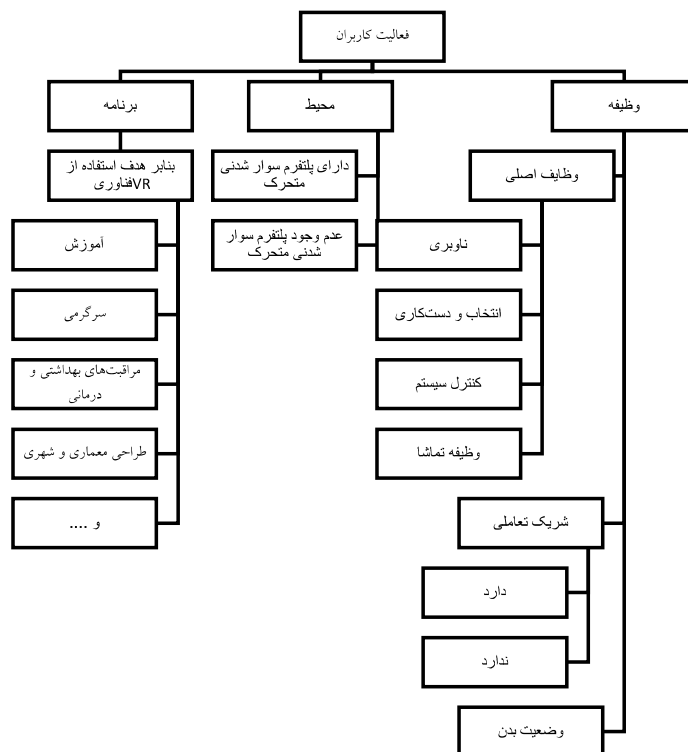 فعالیت کاربران
وظیفه
محیط
برنامه
وظایف اصلی
ناوبری
انتخاب و دست‌کاری
کنترل سیستم
وظیفه تماشا
شریک تعاملی
دارد
ندارد
وضعیت بدن
دارای پلتفرم سوار شدنی
متحرک
عدم وجود پلتفرم سوار
شدنی متحرک
بنابر هدف استفاده از
فناوریVR
آموزش
سرگرمی
مراقبت‌های بهداشتی و
درمانی
طراحی معماری و شهری
و ....